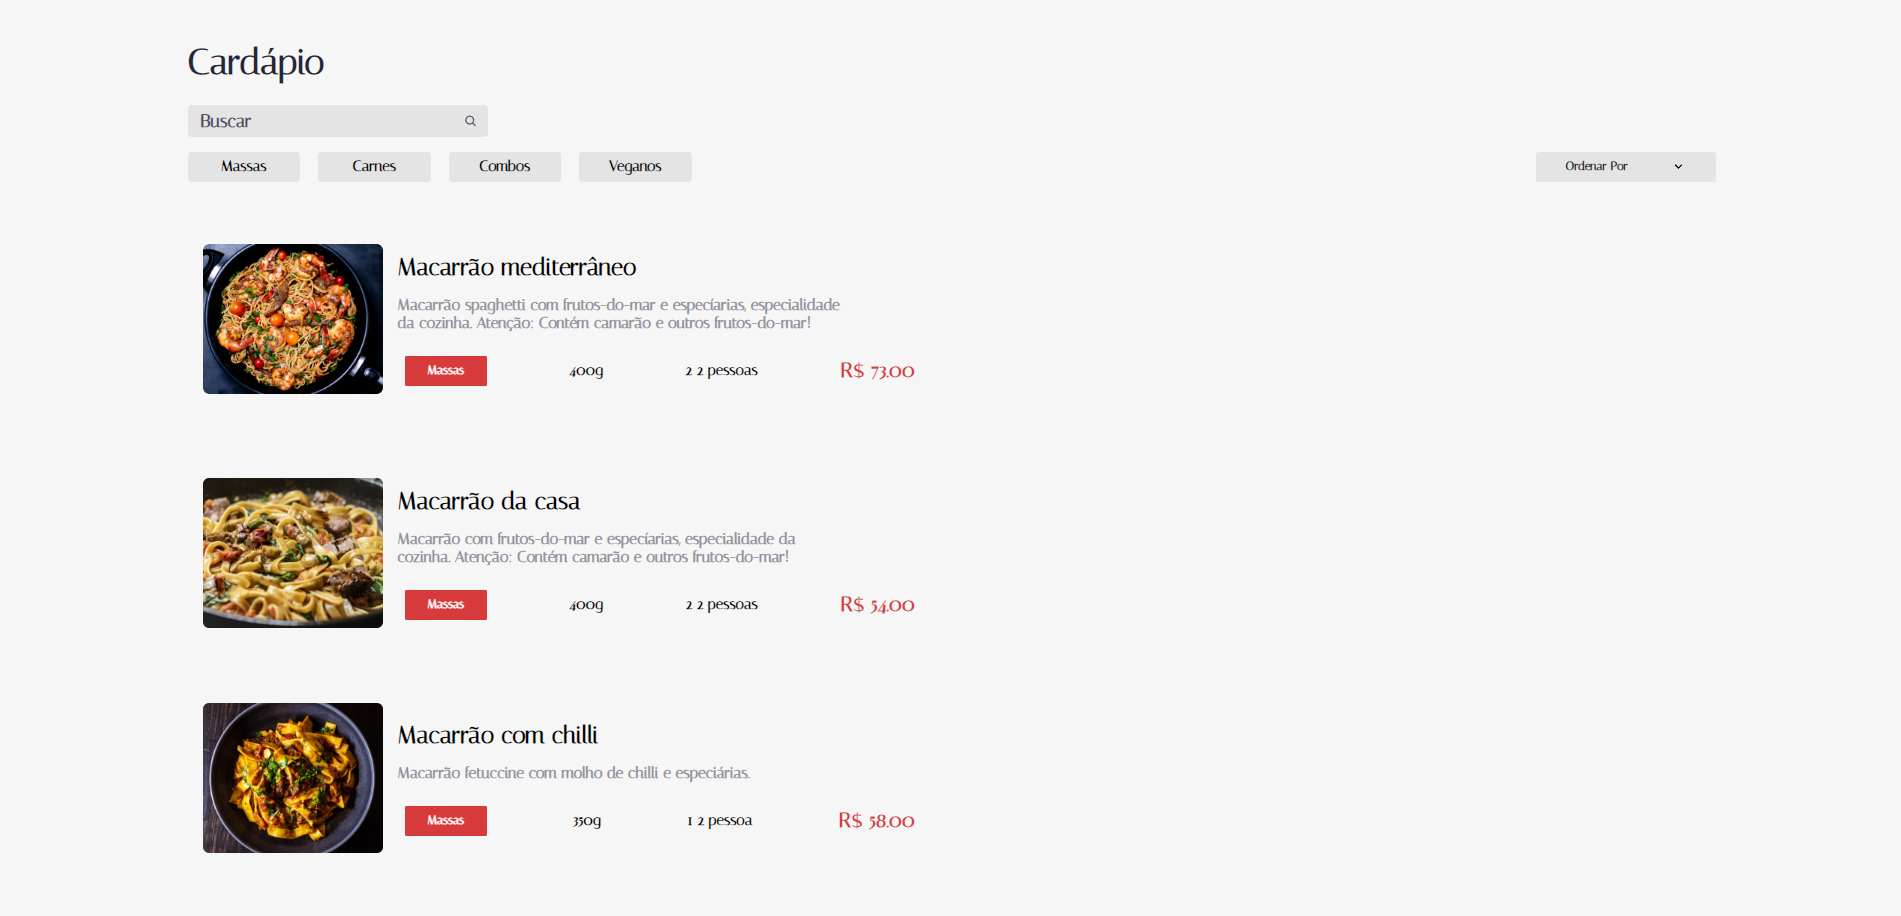 Cardápio
Buscar
Massas
Carnes
Combos
Veganos
Ordenar Por
Macarrão mediterrâneo
Macarrão spaghetti com frutos-do-mar e especíarias, especialidade
da cozinha. Atenção: Contém camarão e outros frutos-do-mar!
Massas
400g
2 2 pessoas
R$ 73.00
Macarrão da casa
Macarrão com frutos-do-mar e especíarias, especialidade da
cozinha. Atenção: Contém camarão e outros frutos-do-mar!
Massas
400g
2 2 pessoas
R$ 54.00
Macarrão com chilli
Macarrão fetuccine com molho de chilli e especiárias.
Massas
350g
1 2 pessoa
R$ 58.00